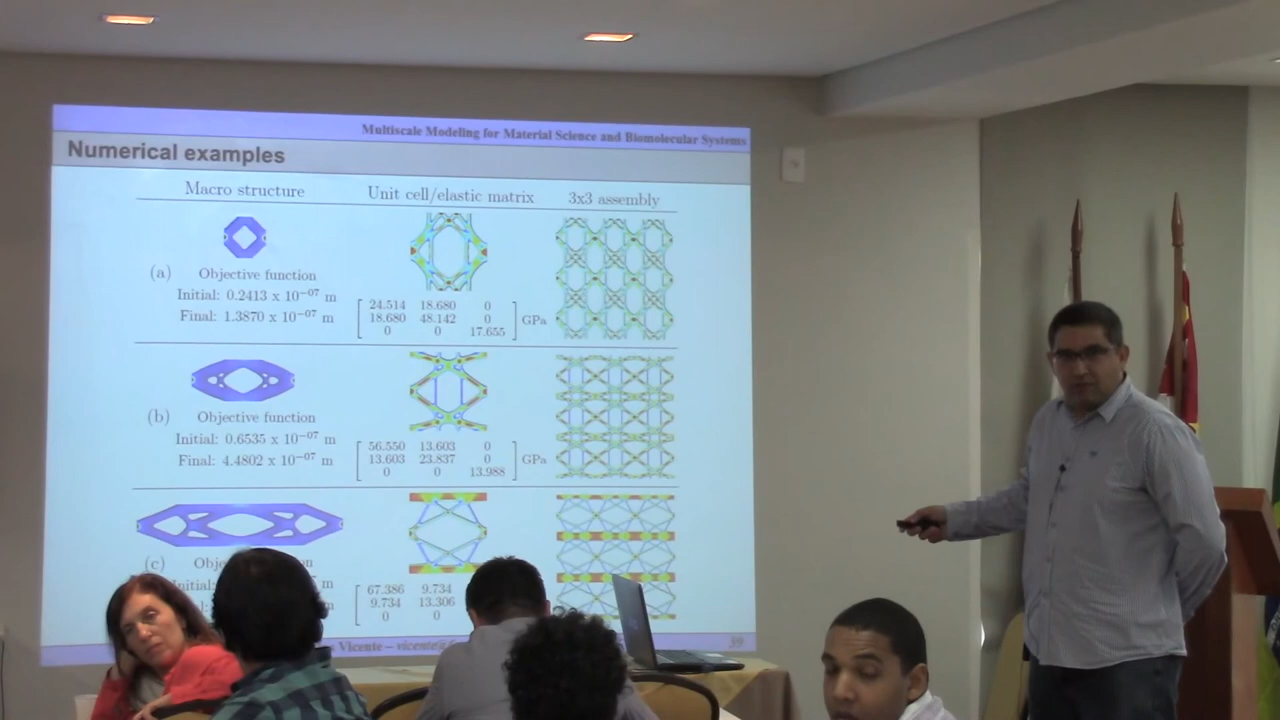 Multiscale Modeling for Material Science and Biomolecular Systems
Numerical examples
Macro structure Unit cell/elastic matrix 3x3 assembly
(a) Objective function
Initial: 0.2413 x 10⁻⁰⁷ m
Final: 1.3870 x 10⁻⁰⁷ m
24.514 18.680 0
18.680 48.142 0
0 0 17.655
GPa
(b) Objective function
Initial: 0.6535 x 10⁻⁰⁷ m
Final: 4.4802 x 10⁻⁰⁷ m
56.550 13.603 0
13.603 23.837 0
0 0 13.988
GPa
(c)
67.386 9.734
9.734 13.306
0 0
Vicente –
39